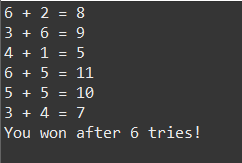 6 + 2 = 8
3 + 6 = 9
4 + 1 = 5
6 + 5 = 11
5 + 5 = 10
3 + 4 = 7
You won after 6 tries!